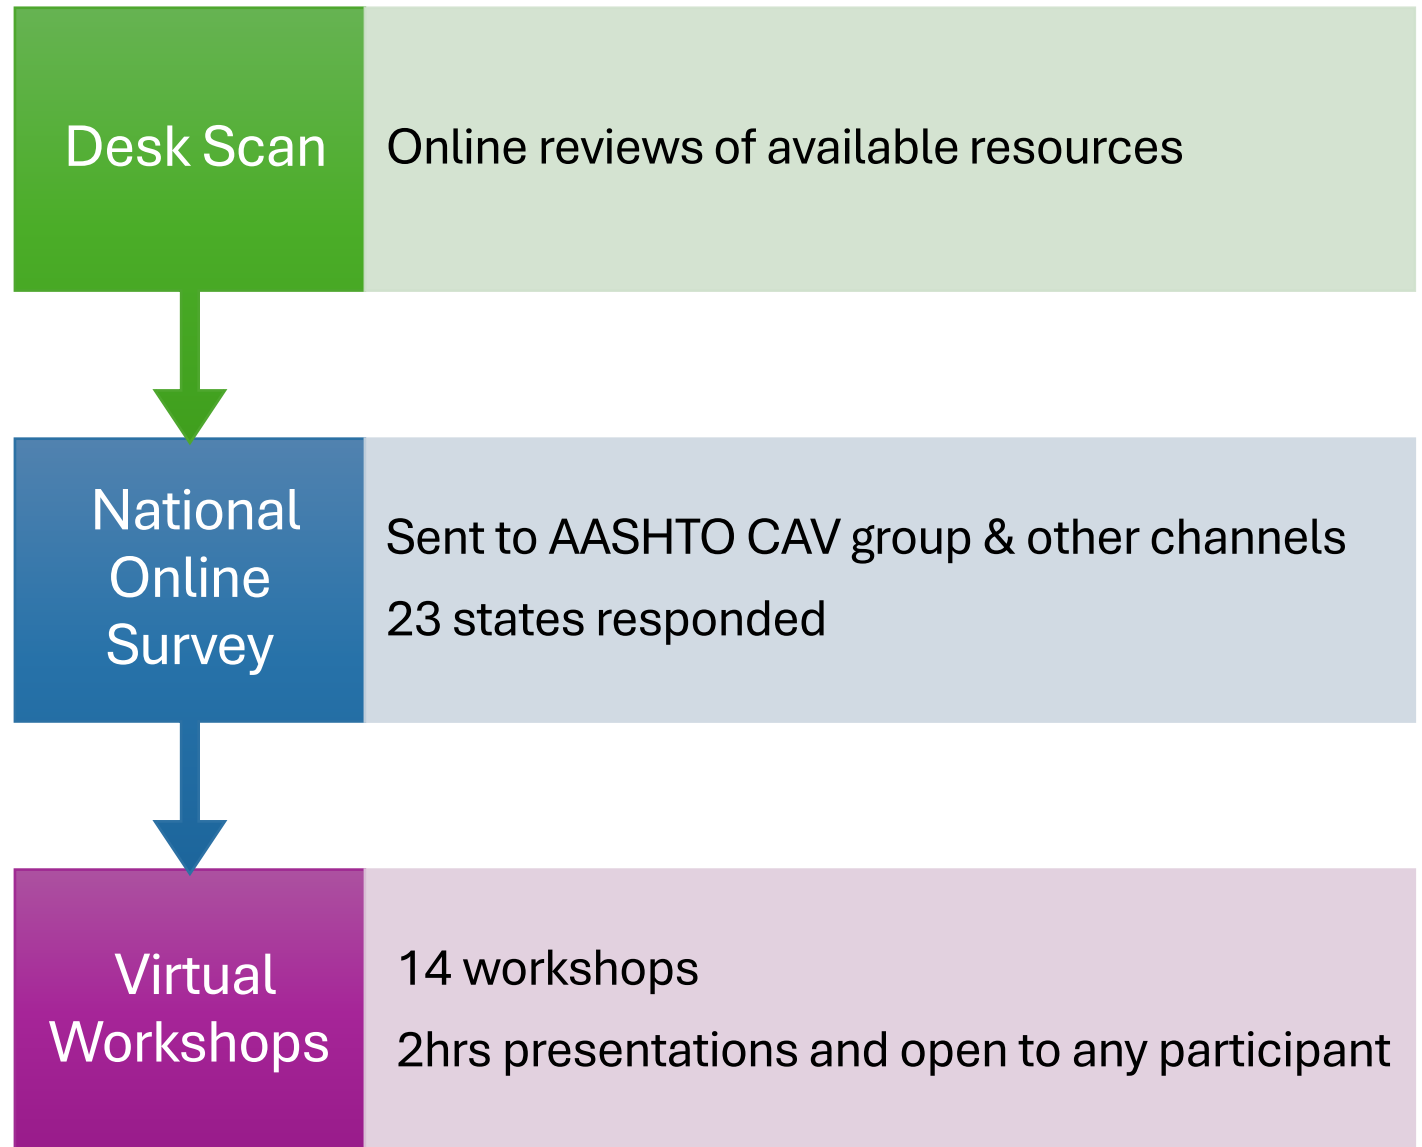 Desk Scan
Online reviews of available resources
National
Online
Survey
Sent to AASHTO CAV group & other channels
23 states responded
Virtual
Workshops
14 workshops
2hrs presentations and open to any participant